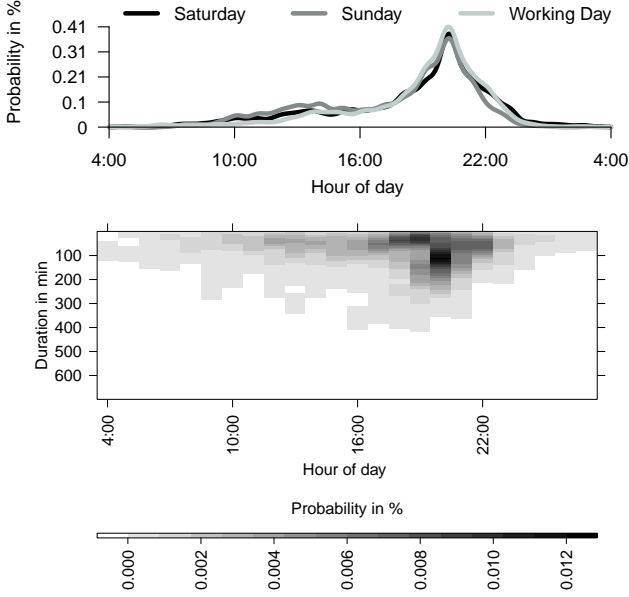 Saturday Sunday Working Day
Probability in %
0.41
0.31
0.21
0.1
0
4:00 10:00 16:00 22:00 4:00
Hour of day
Duration in min
100
200
300
400
500
600
4:00 10:00 16:00 22:00
Hour of day
Probability in %
0.000 0.002 0.004 0.006 0.008 0.010 0.012